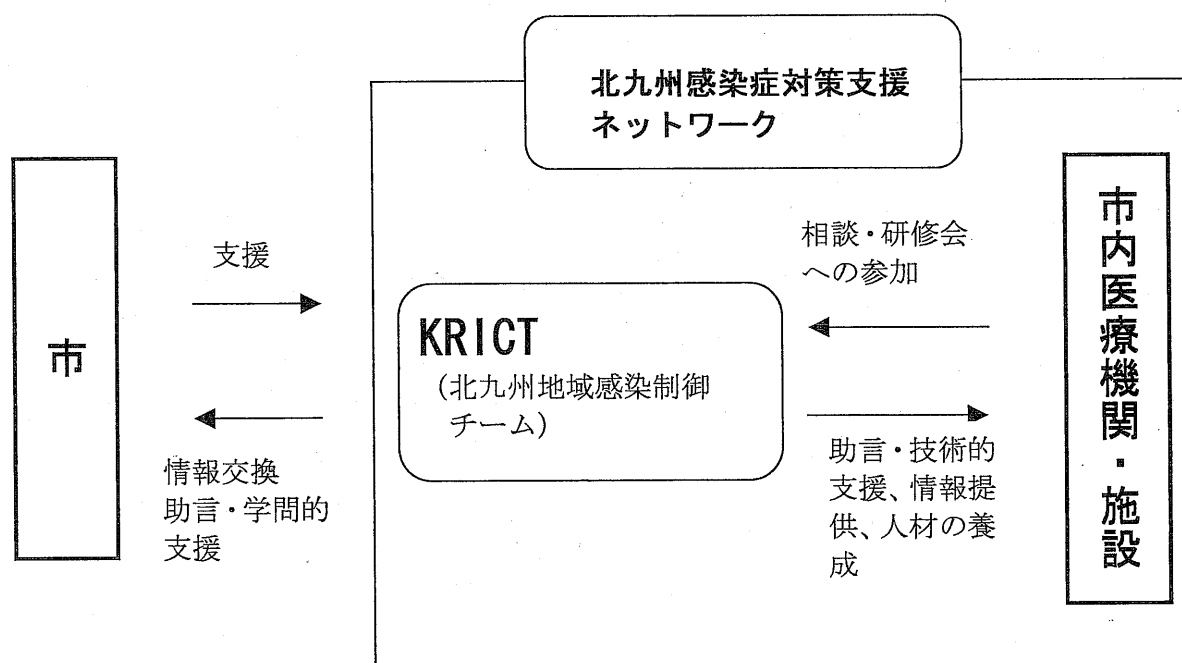 北九州感染症対策支援
ネットワーク
市
支援
情報交換
助言・学問的
支援
KRICT
(北九州地域感染制御
チーム)
相談・研修会
への参加
助言・技術的
支援、情報提
供、人材の養
成
市内医療機関・施設